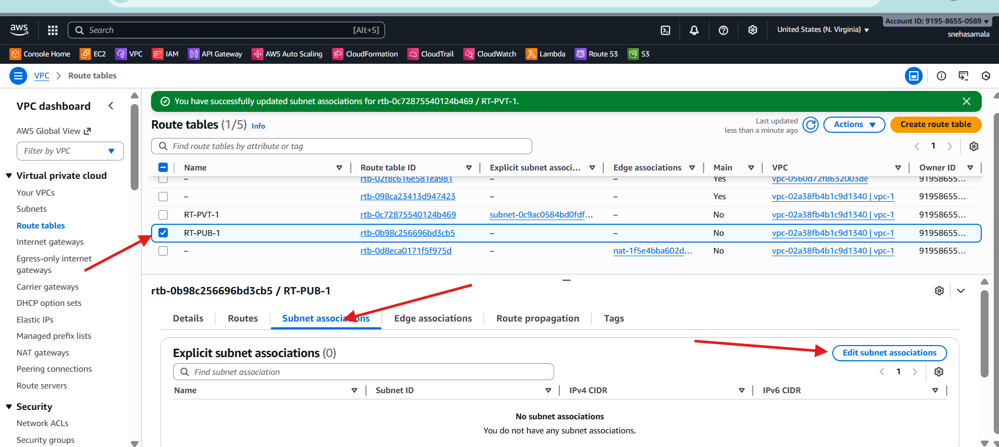 aws
Search [Alt+S]
United States (N. Virginia)
Account ID: 9195-8655-0589
snehasamala
Console Home EC2 VPC IAM API Gateway AWS Auto Scaling CloudFormation CloudTrail CloudWatch Lambda Route 53 S3
VPC Route tables
VPC dashboard
AWS Global View
Filter by VPC
Virtual private cloud
Your VPCs
Subnets
Route tables
Internet gateways
Egress-only internet
gateways
Carrier gateways
DHCP option sets
Elastic IPs
Managed prefix lists
NAT gateways
Peering connections
Route servers
Security
Network ACLs
Security groups
You have successfully updated subnet associations for rtb-0c72875540124b469 / RT-PVT-1.
Route tables (1/5) Info
Last updated
less than a minute ago
Actions
Create route table
Find route tables by attribute or tag
1
Name Route table ID Explicit subnet associ... Edge associations Main VPC Owner ID
– rtb-02f8c616e581ea981 – – Yes vpc-0560d72f8632003de 91958655...
– rtb-098ca23413d947423 – – Yes vpc-02a38fb4b1c9d1340 | vpc-1 91958655...
RT-PVT-1 rtb-0c72875540124b469 subnet-0c9ac0584bd0fdf... – No vpc-02a38fb4b1c9d1340 | vpc-1 91958655...
RT-PUB-1 rtb-0b98c256696bd3cb5 – – No vpc-02a38fb4b1c9d1340 | vpc-1 91958655...
– rtb-0d8eca0171f5f975d – nat-1f5e4bba602d... No vpc-02a38fb4b1c9d1340 | vpc-1 91958655...
rtb-0b98c256696bd3cb5 / RT-PUB-1
Details Routes Subnet associations Edge associations Route propagation Tags
Explicit subnet associations (0)
Edit subnet associations
Find subnet association
1
Name Subnet ID IPv4 CIDR IPv6 CIDR
No subnet associations
You do not have any subnet associations.